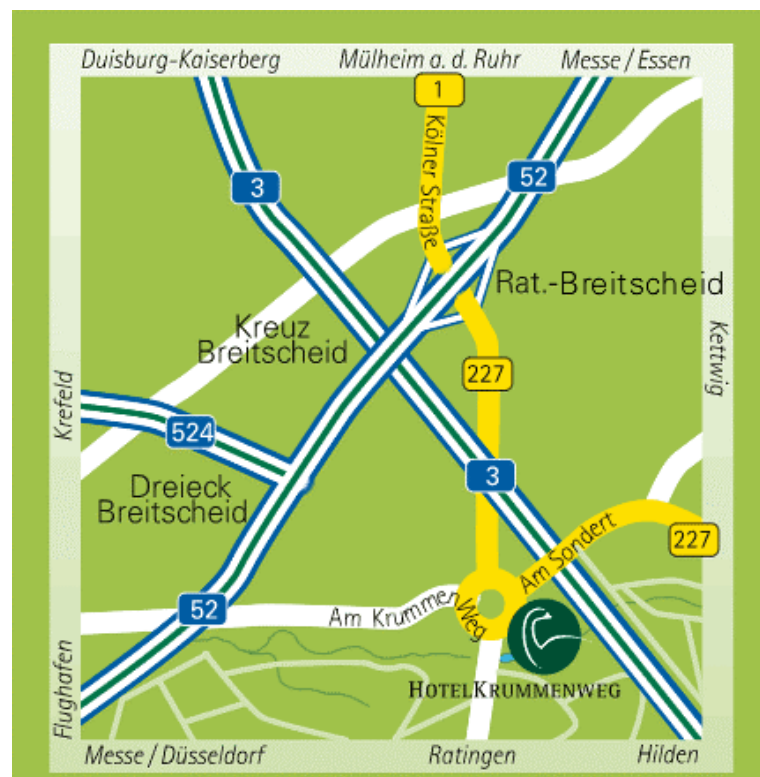 Duisburg-Kaiserberg
Mülheim a. d. Ruhr
Messe / Essen
1
Kölner Straße
3
52
Rat.-Breitscheid
Kreuz
Breitscheid
Kettwig
227
Krefeld
524
3
Dreieck
Breitscheid
Am Sondert
227
52
Am Krummen Weg
HOTELKRUMMENWEG
Flughafen
Messe / Düsseldorf
Ratingen
Hilden